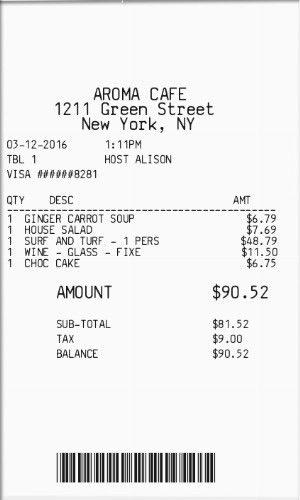 AROMA CAFE
1211 Green Street
New York, NY
03-12-2016 1:11PM
TBL 1 HOST ALISON
VISA ######8281
QTY DESC AMT
1 GINGER CARROT SOUP $6.79
1 HOUSE SALAD $7.69
1 SURF AND TURF - 1 PERS $48.79
1 WINE - GLASS - FIXE $11.50
1 CHOC CAKE $6.75
AMOUNT $90.52
SUB-TOTAL $81.52
TAX $9.00
BALANCE $90.52